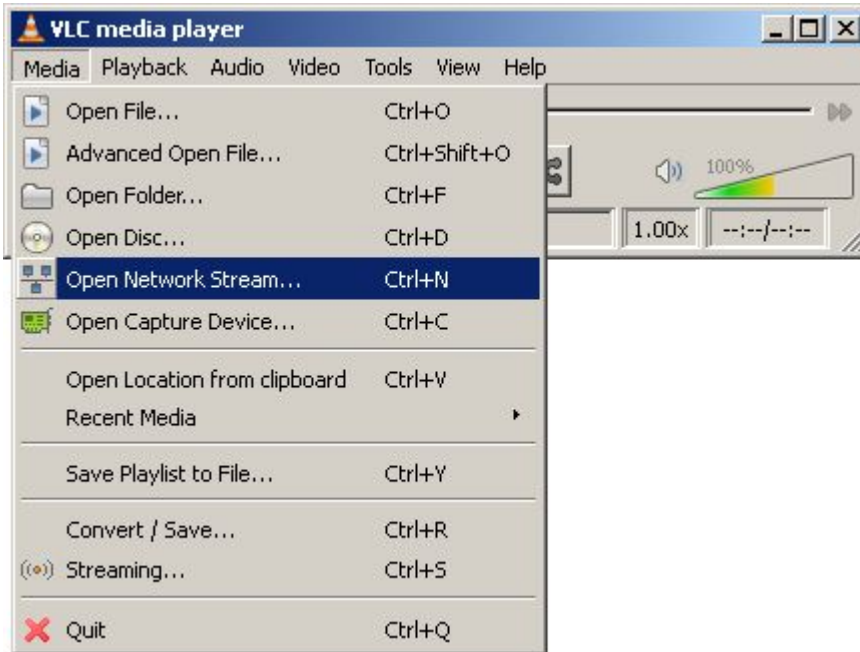 VLC media player
Media Playback Audio Video Tools View Help
Open File... Ctrl+O
Advanced Open File... Ctrl+Shift+O
100%
Open Folder... Ctrl+F
Open Disc... Ctrl+D
1.00x --:--/--:--
Open Network Stream... Ctrl+N
Open Capture Device... Ctrl+C
Open Location from clipboard Ctrl+V
Recent Media
Save Playlist to File... Ctrl+Y
Convert / Save... Ctrl+R
Streaming... Ctrl+S
Quit Ctrl+Q